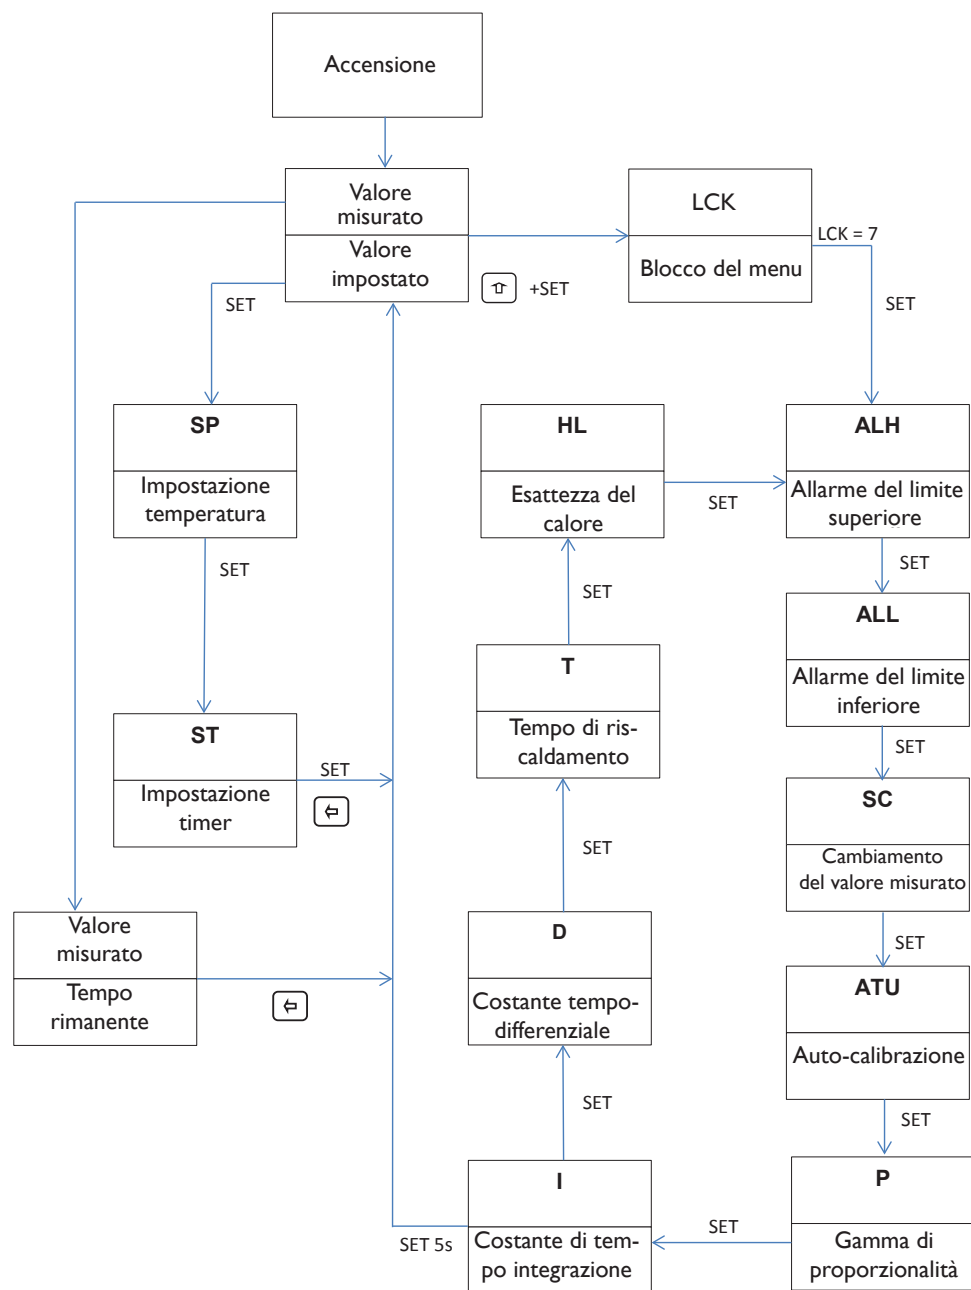 Accensione
Valore
misurato
Valore
impostato
LCK
Blocco del menu
LCK = 7
+SET
SET
SET
SP
Impostazione
temperatura
HL
Esattezza del
calore
SET
ALH
Allarme del limite
superiore
SET
SET
SET
ALL
Allarme del limite
inferiore
T
Tempo di ris-
caldamento
ST
Impostazione
timer
SET
SET
SC
Cambiamento
del valore misurato
SET
Valore
misurato
Tempo
rimanente
D
Costante tempo-
differenziale
SET
ATU
Auto-calibrazione
SET
SET
I
Costante di tem-
po integrazione
SET 5s
SET
P
Gamma di
proporzionalità